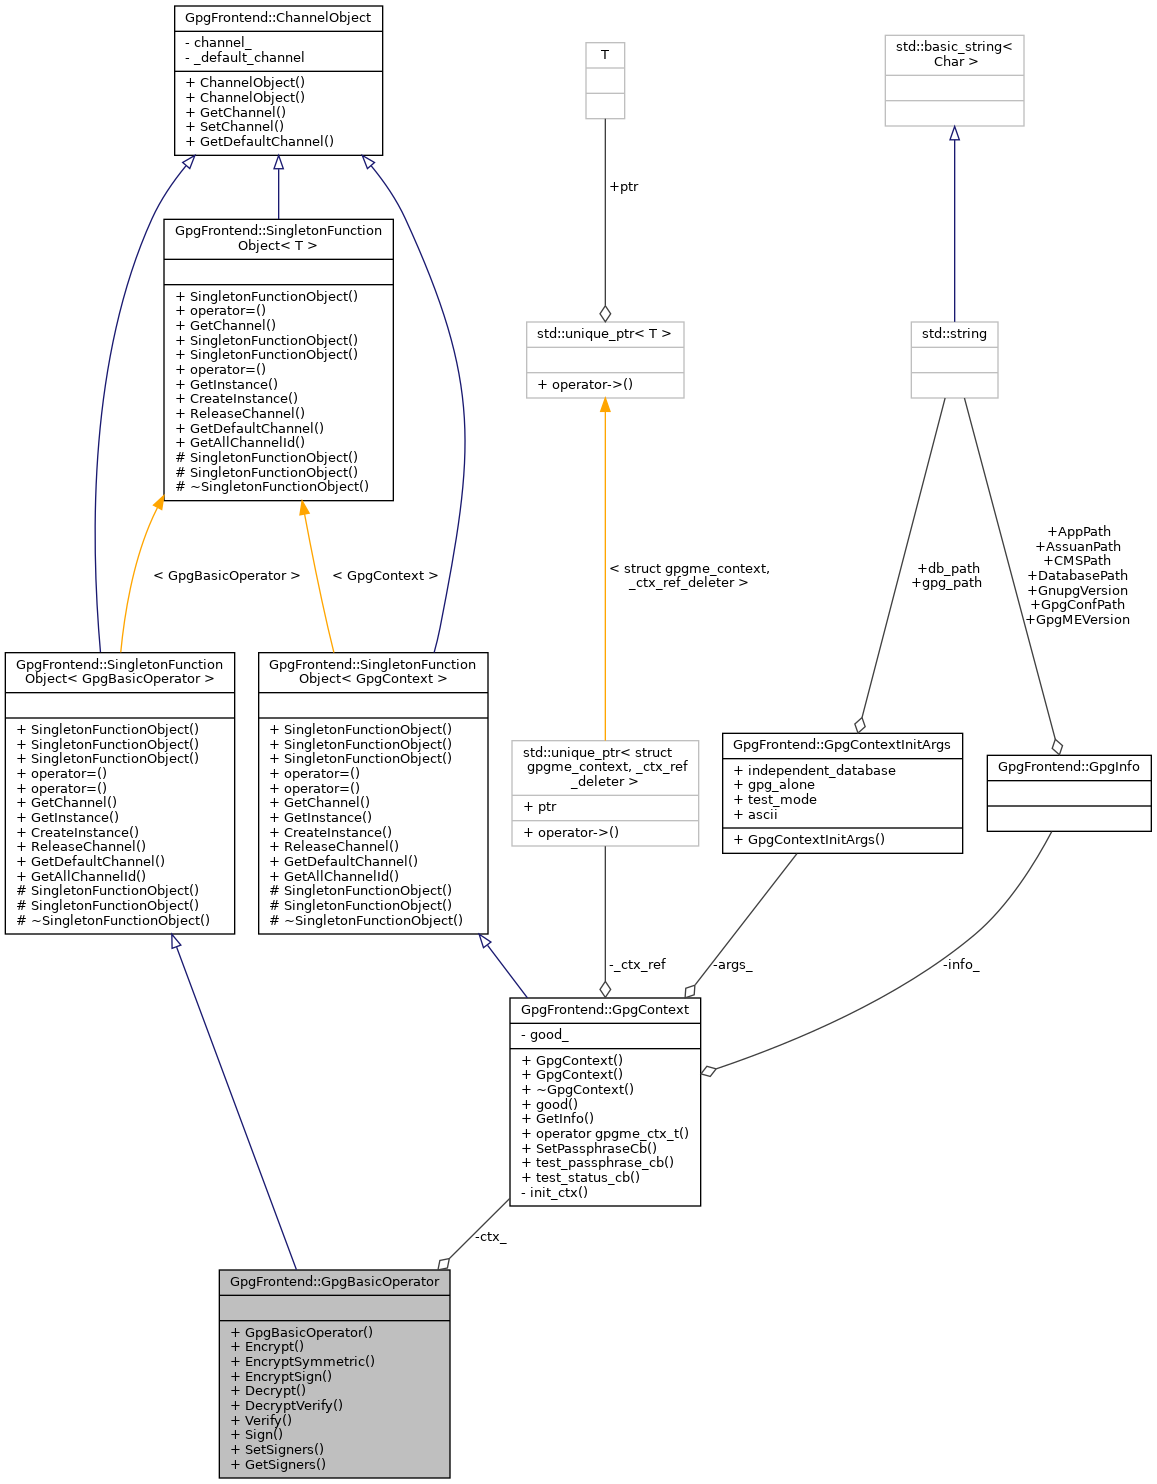 GpgFrontend::ChannelObject
- channel_
- _default_channel
+ ChannelObject()
+ ChannelObject()
+ GetChannel()
+ SetChannel()
+ GetDefaultChannel()
T
std::basic_string<
Char >
+ptr
GpgFrontend::SingletonFunction
Object< T >
+ SingletonFunctionObject()
+ operator=()
+ GetChannel()
+ SingletonFunctionObject()
+ SingletonFunctionObject()
+ operator=()
+ GetInstance()
+ CreateInstance()
+ ReleaseChannel()
+ GetDefaultChannel()
+ GetAllChannelId()
# SingletonFunctionObject()
# SingletonFunctionObject()
# ~SingletonFunctionObject()
std::unique_ptr< T >
+ operator->()
std::string
< GpgBasicOperator >
< GpgContext >
< struct gpgme_context,
_ctx_ref_deleter >
+db_path
+gpg_path
+AppPath
+AssuanPath
+CMSPath
+DatabasePath
+GnupgVersion
+GpgConfPath
+GpgMEVersion
GpgFrontend::SingletonFunction
Object< GpgBasicOperator >
+ SingletonFunctionObject()
+ SingletonFunctionObject()
+ SingletonFunctionObject()
+ operator=()
+ operator=()
+ GetChannel()
+ GetInstance()
+ CreateInstance()
+ ReleaseChannel()
+ GetDefaultChannel()
+ GetAllChannelId()
# SingletonFunctionObject()
# SingletonFunctionObject()
# ~SingletonFunctionObject()
GpgFrontend::SingletonFunction
Object< GpgContext >
+ SingletonFunctionObject()
+ SingletonFunctionObject()
+ SingletonFunctionObject()
+ operator=()
+ operator=()
+ GetChannel()
+ GetInstance()
+ CreateInstance()
+ ReleaseChannel()
+ GetDefaultChannel()
+ GetAllChannelId()
# SingletonFunctionObject()
# SingletonFunctionObject()
# ~SingletonFunctionObject()
std::unique_ptr< struct
gpgme_context, _ctx_ref
_deleter >
+ ptr
+ operator->()
GpgFrontend::GpgContextInitArgs
+ independent_database
+ gpg_alone
+ test_mode
+ ascii
+ GpgContextInitArgs()
GpgFrontend::GpgInfo
-_ctx_ref
-args_
-info_
GpgFrontend::GpgContext
- good_
+ GpgContext()
+ GpgContext()
+ ~GpgContext()
+ good()
+ GetInfo()
+ operator gpgme_ctx_t()
+ SetPassphraseCb()
+ test_passphrase_cb()
+ test_status_cb()
- init_ctx()
-ctx_
GpgFrontend::GpgBasicOperator
+ GpgBasicOperator()
+ Encrypt()
+ EncryptSymmetric()
+ EncryptSign()
+ Decrypt()
+ DecryptVerify()
+ Verify()
+ Sign()
+ SetSigners()
+ GetSigners()